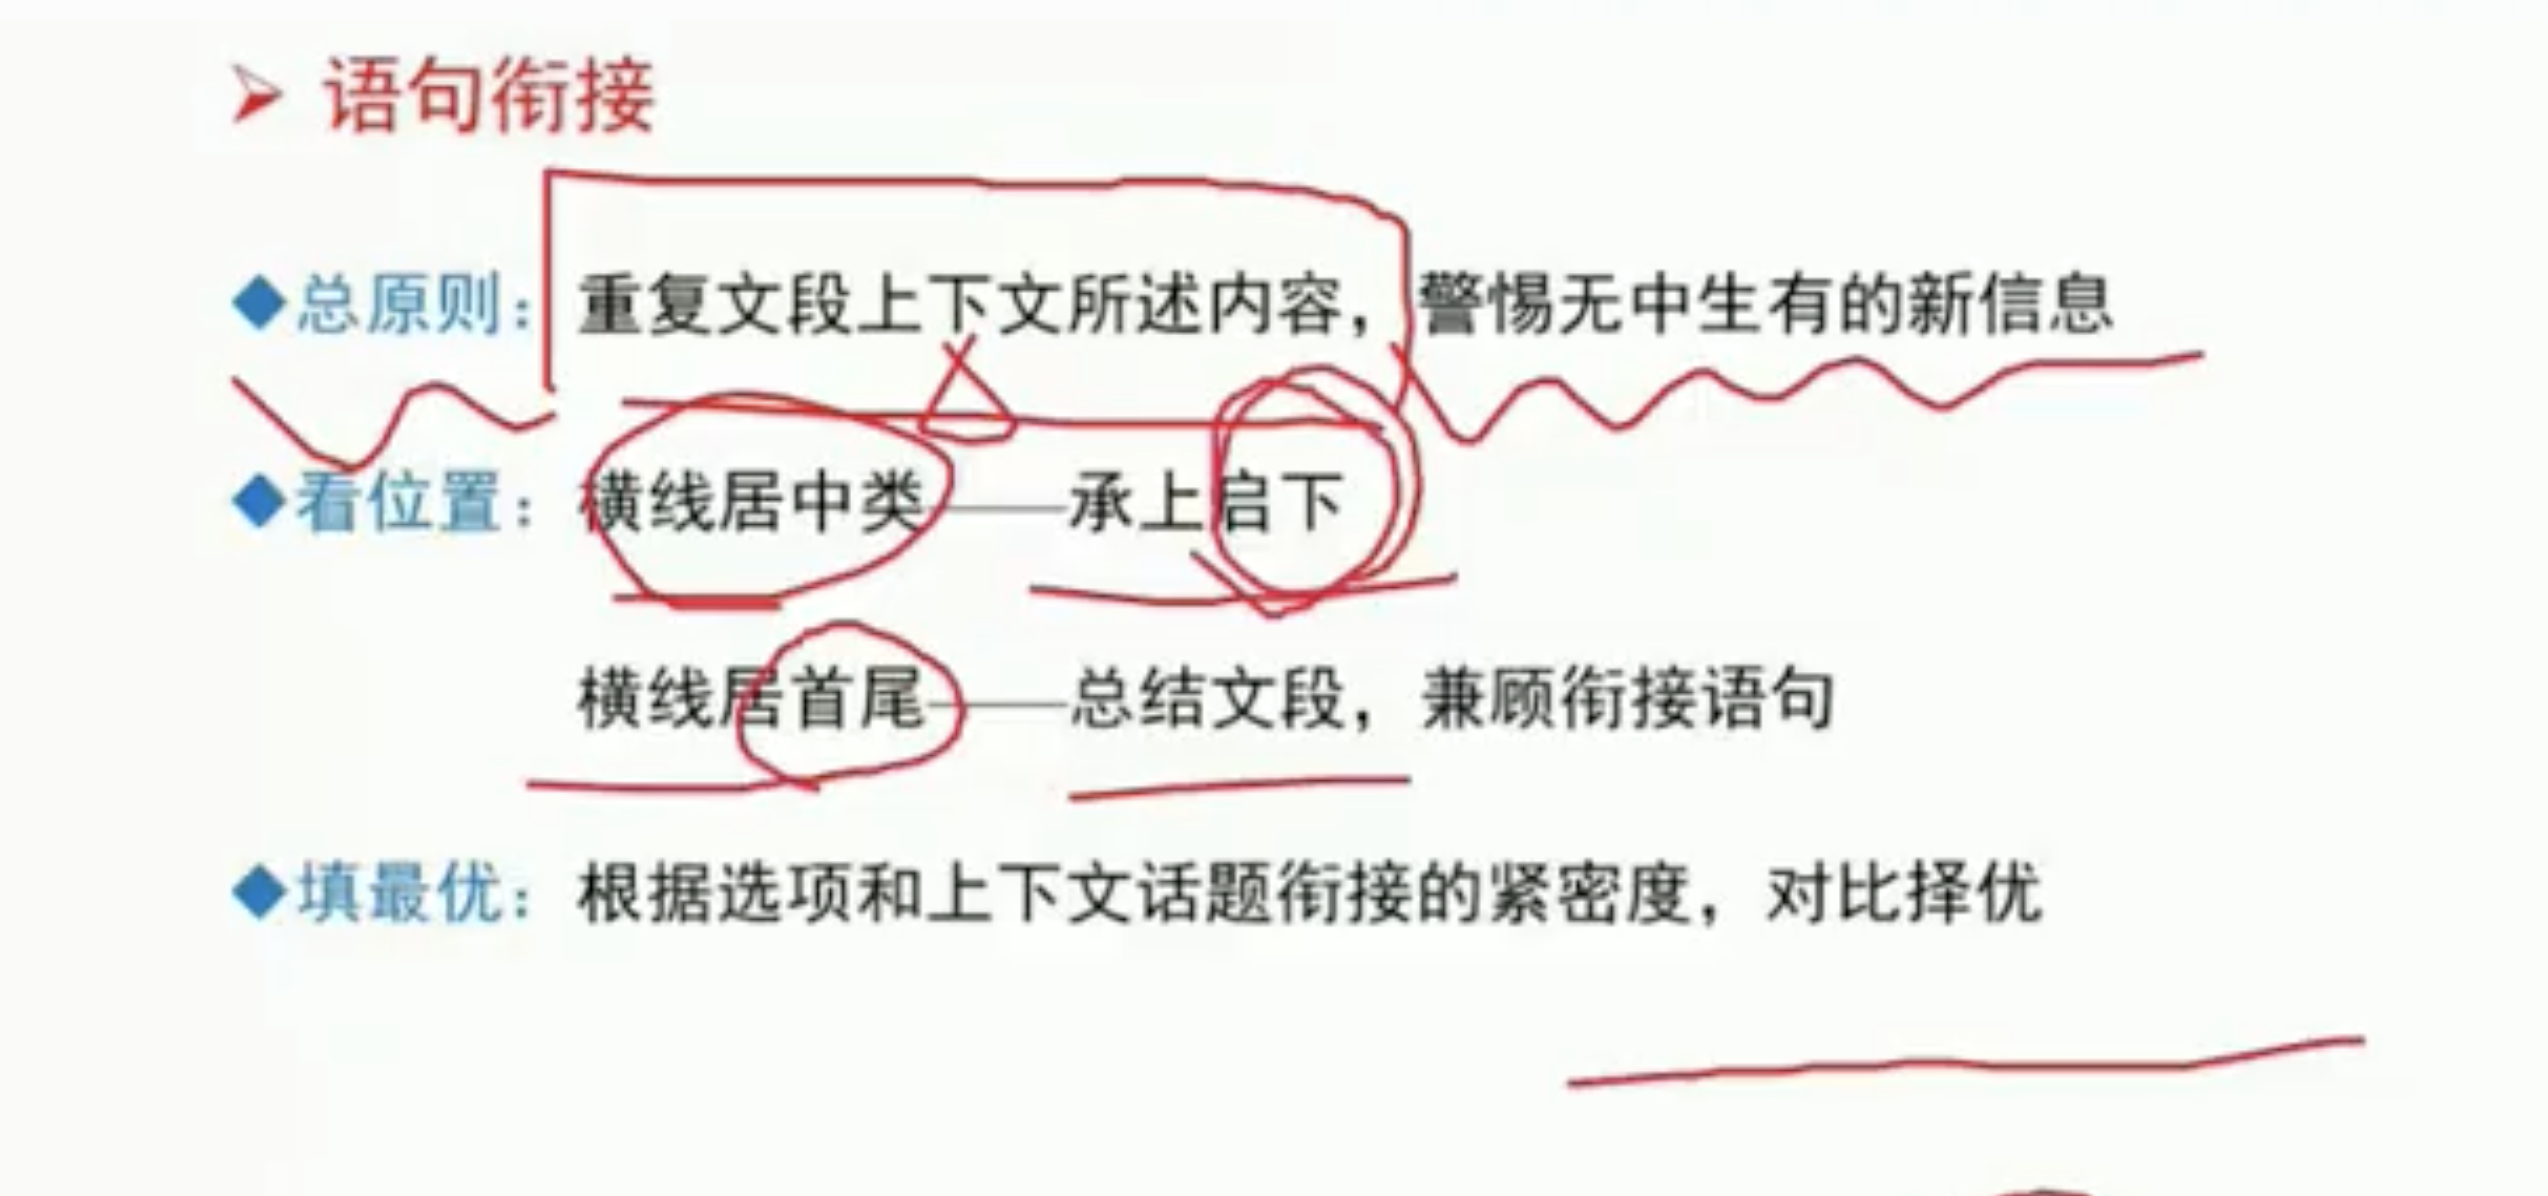 语句衔接
总原则：重复文段上下文所述内容，警惕无中生有的新信息
看位置：横线居中类——承上启下
横线居首尾——总结文段，兼顾衔接语句
填最优：根据选项和上下文话题衔接的紧密度，对比择优